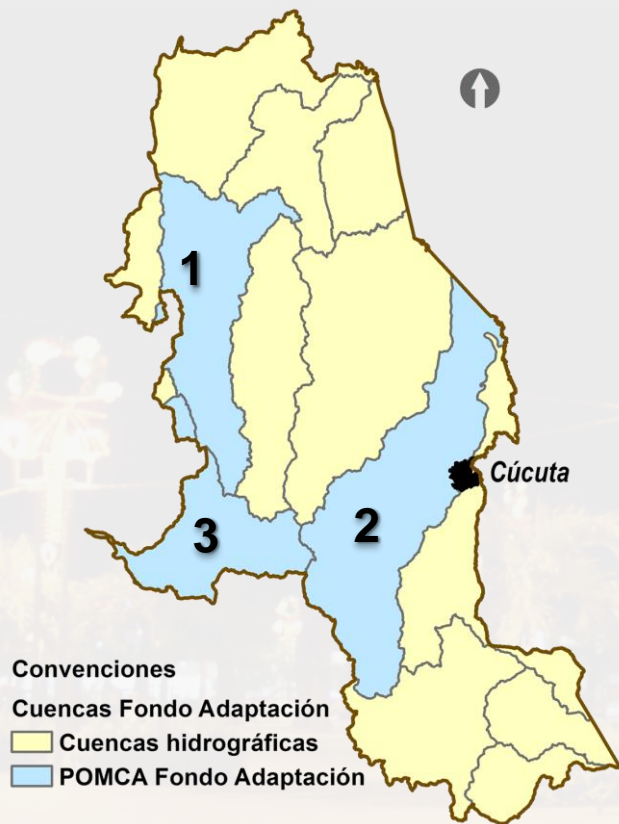 1
Cúcuta
2
3
Convenciones
Cuencas Fondo Adaptación
Cuencas hidrográficas
POMCA Fondo Adaptación